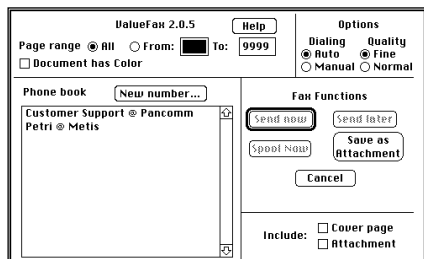 ValueFax 2.0.5 Help
Page range All From: To: 9999
Document has Color
Options
Dialing Quality
Auto Fine
Manual Normal
Phone book New number...
Customer Support @ Pancomm
Petri @ Metis
Fax Functions
Send now Send later
Spool Now Save as
Attachment
Cancel
Include: Cover page
Attachment